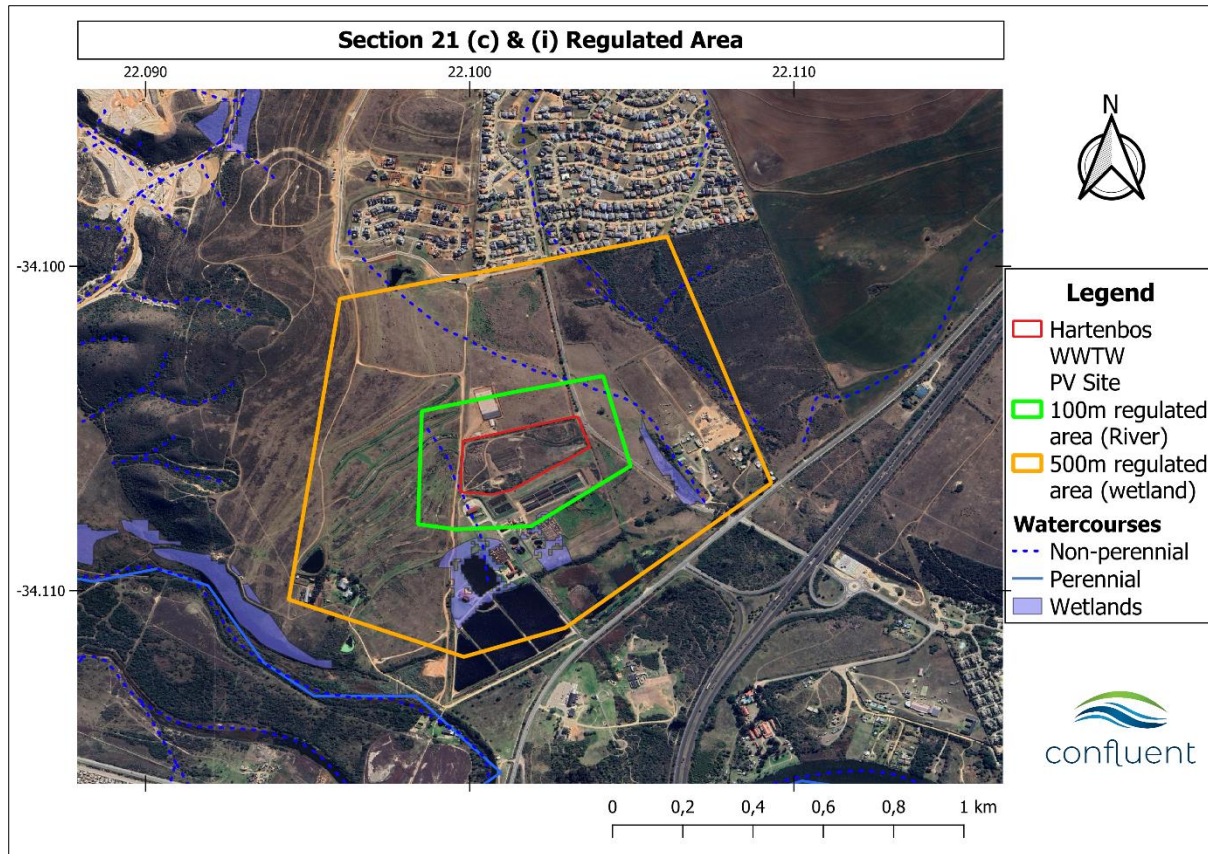 Section 21 (c) & (i) Regulated Area
22.090
22.100
22.110
-34.100
-34.110
N
Legend
Hartenbos
WWTW
PV Site
100m regulated
area (River)
500m regulated
area (wetland)
Watercourses
Non-perennial
Perennial
Wetlands
confluent
0 0,2 0,4 0,6 0,8 1 km